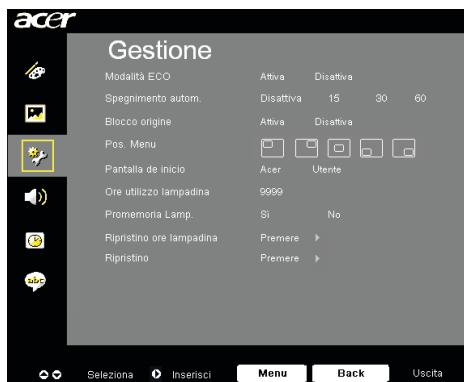 acer
Gestione
Modalità ECO Attiva Disattiva
Spegnimento autom. Disattiva 15 30 60
Blocco origine Attiva Disattiva
Pos. Menu
Pantalla de inicio Acer Utente
Ore utilizzo lampadina 9999
Promemoria Lamp. Sì No
Ripristino ore lampadina Premere
Ripristino Premere
abc
Seleziona Inserisci Menu Back Uscita